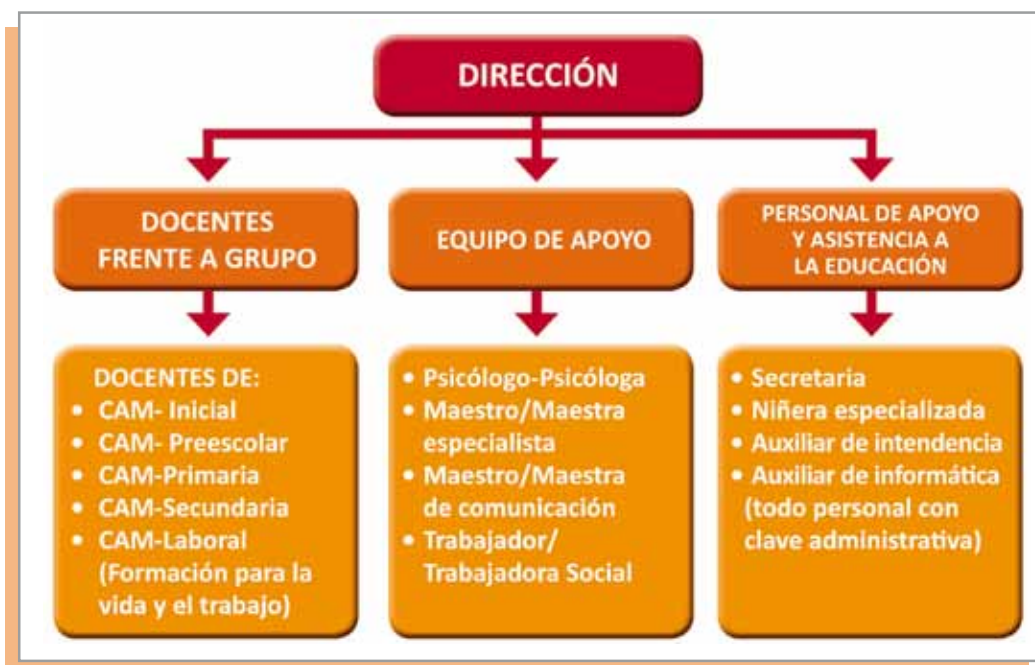 DIRECCIÓN
DOCENTES
FRENTE A GRUPO
EQUIPO DE APOYO
PERSONAL DE APOYO
Y ASISTENCIA A
LA EDUCACIÓN
DOCENTES DE:
• CAM- Inicial
• CAM- Preescolar
• CAM-Primaria
• CAM-Secundaria
• CAM-Laboral
(Formación para la
vida y el trabajo)
• Psicólogo-Psicóloga
• Maestro/Maestra
especialista
• Maestro/Maestra
de comunicación
• Trabajador/
Trabajadora Social
• Secretaria
• Niñera especializada
• Auxiliar de intendencia
• Auxiliar de informática
(todo personal con
clave administrativa)